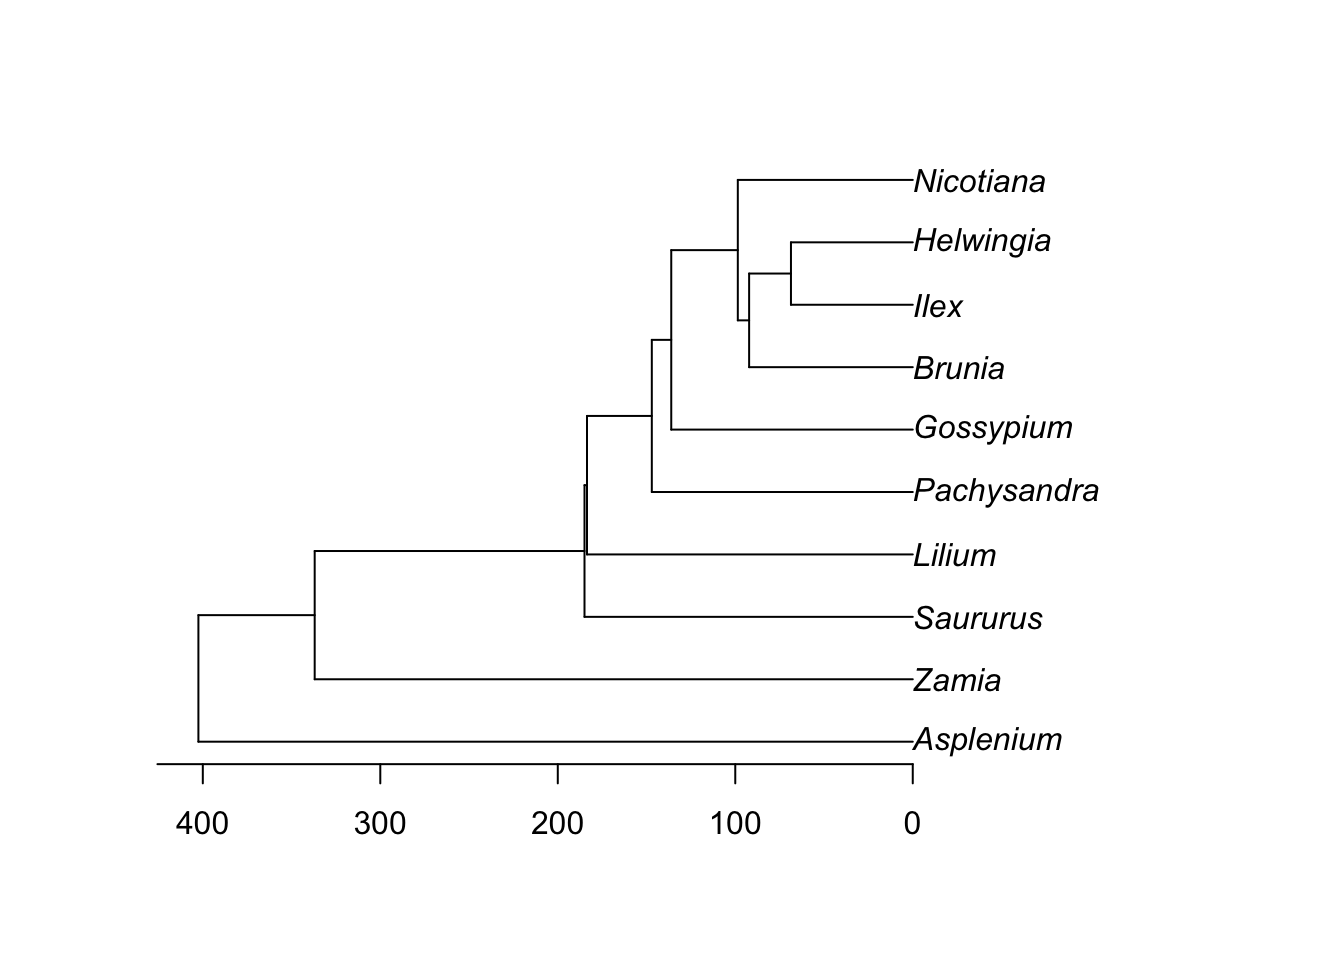 Nicotiana
Helwingia
Ilex
Brunia
Gossypium
Pachysandra
Lilium
Saururus
Zamia
Asplenium
400 300 200 100 0